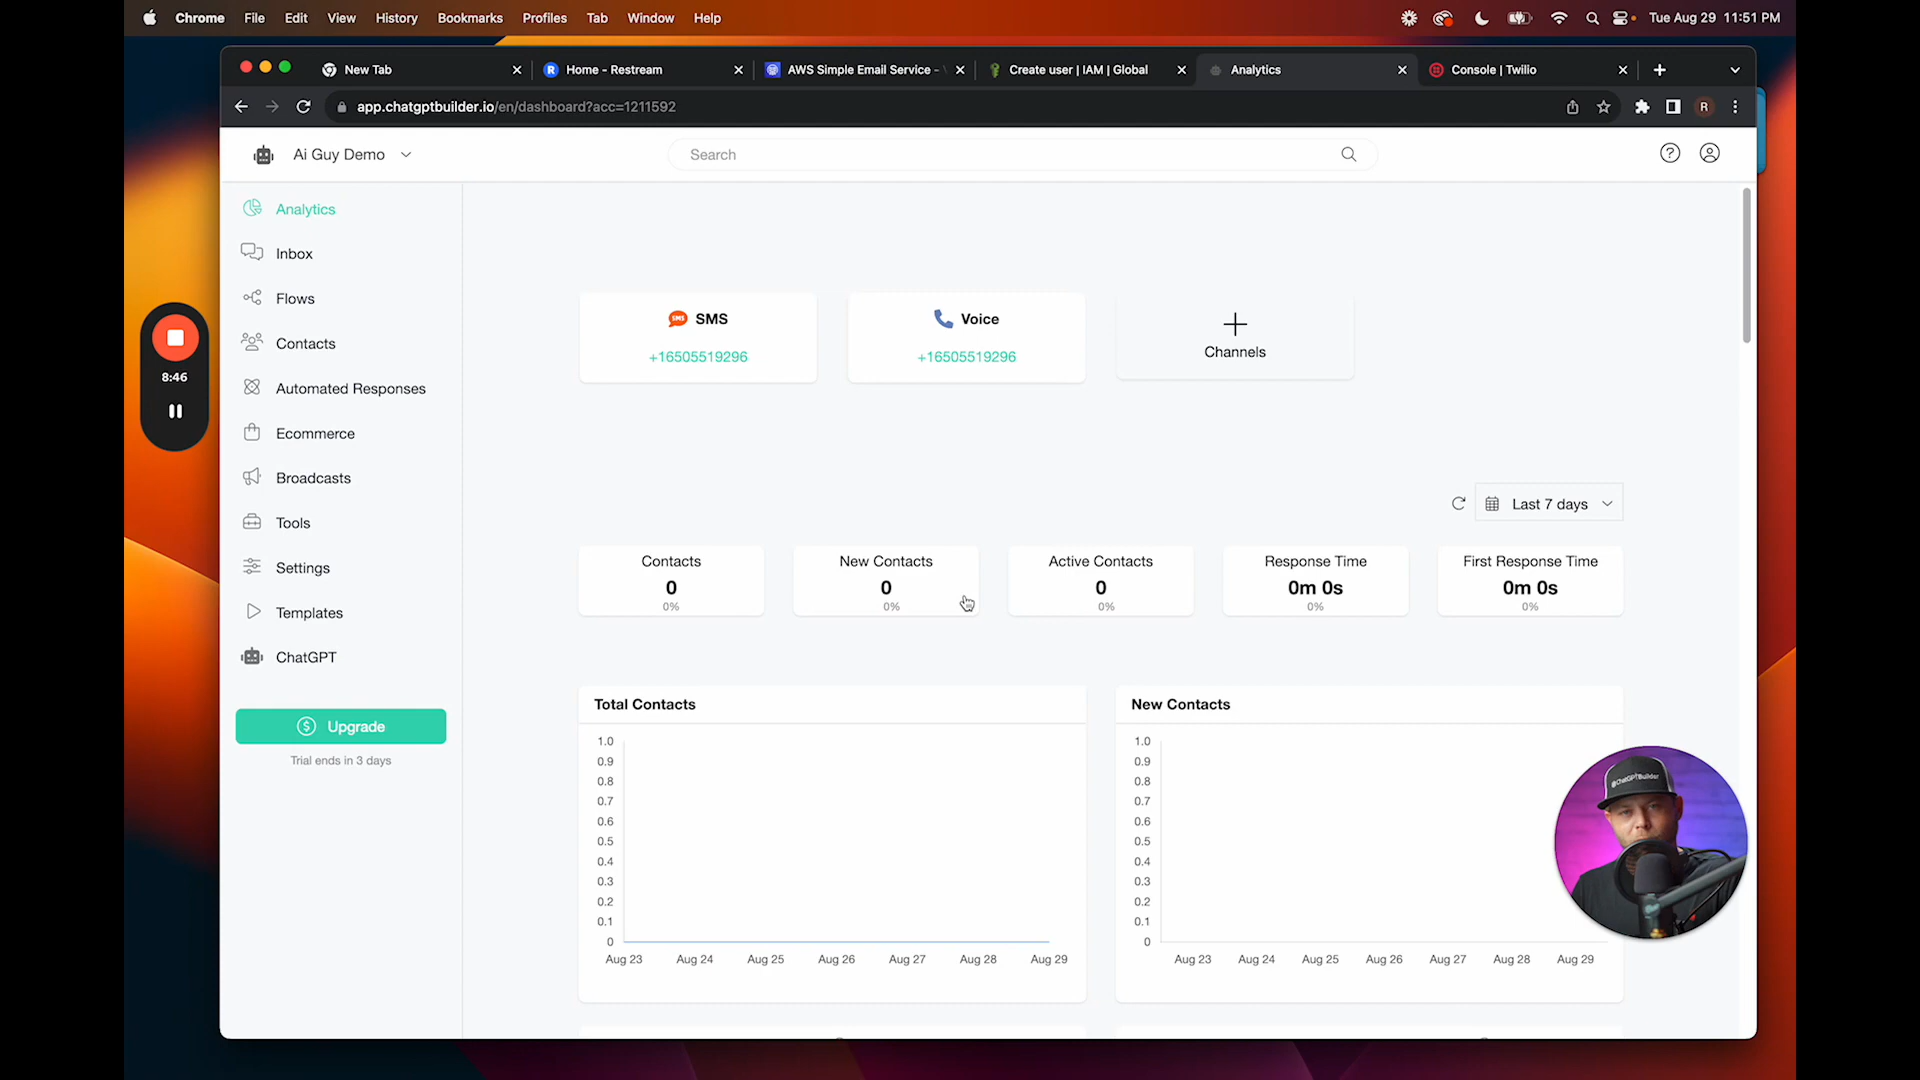 Chrome File Edit View History Bookmarks Profiles Tab Window Help
Tue Aug 29 11:51 PM
New Tab
Home - Restream
AWS Simple Email Service -
Create user | IAM | Global
Analytics
Console | Twilio
app.chatgptbuilder.io/en/dashboard?acc=1211592
R
Ai Guy Demo
Search
Analytics
Inbox
Flows
Contacts
Automated Responses
Ecommerce
Broadcasts
Tools
Settings
Templates
ChatGPT
Upgrade
Trial ends in 3 days
8:46
SMS SMS
+16505519296
Voice
+16505519296
Channels
Last 7 days
Contacts
0
0%
New Contacts
0
0%
Active Contacts
0
0%
Response Time
0m 0s
0%
First Response Time
0m 0s
0%
Total Contacts
1.0
0.9
0.8
0.7
0.6
0.5
0.4
0.3
0.2
0.1
0
Aug 23 Aug 24 Aug 25 Aug 26 Aug 27 Aug 28 Aug 29
New Contacts
1.0
0.9
0.8
0.7
0.6
0.5
0.4
0.3
0.2
0.1
0
Aug 23 Aug 24 Aug 25 Aug 26 Aug 27 Aug 28 Aug 29
@ChatGPTBuilder